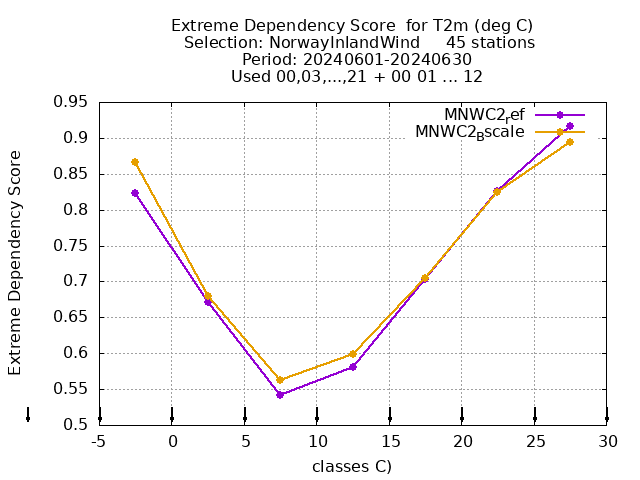 Extreme Dependency Score  for T2m (deg C)
Selection: NorwayInlandWind     45 stations
Period: 20240601-20240630
Used 00,03,...,21 + 00 01 ... 12
MNWC2ref
MNWC2Bscale
Extreme Dependency Score
0.95
0.9
0.85
0.8
0.75
0.7
0.65
0.6
0.55
0.5
-5 0 5 10 15 20 25 30
classes C)